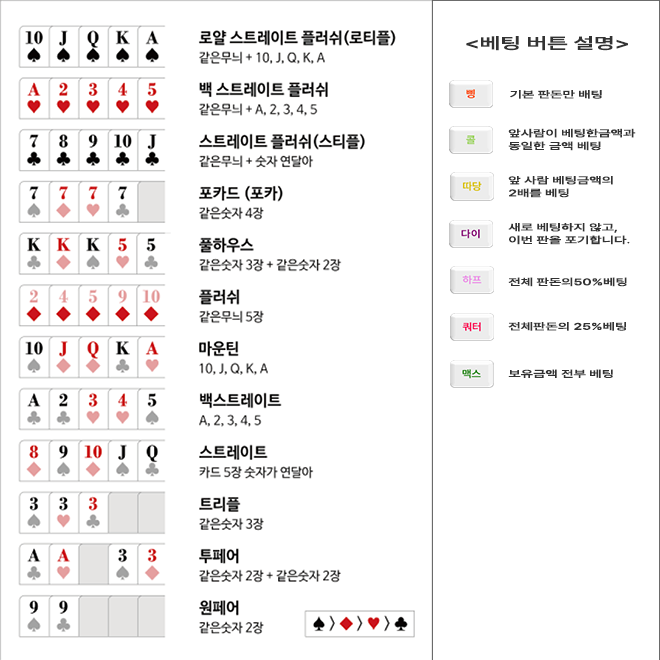 10 J Q K A
로얄 스트레이트 플러쉬(로티플)
같은무늬 + 10, J, Q, K, A
A 2 3 4 5
백 스트레이트 플러쉬
같은무늬 + A, 2, 3, 4, 5
7 8 9 10 J
스트레이트 플러쉬(스티플)
같은무늬 + 숫자 연달아
7 7 7 7
포카드 (포카)
같은숫자 4장
K K K 5 5
풀하우스
같은숫자 3장 + 같은숫자 2장
2 4 5 9 10
플러쉬
같은무늬 5장
10 J Q K A
마운틴
10, J, Q, K, A
A 2 3 4 5
백스트레이트
A, 2, 3, 4, 5
8 9 10 J Q
스트레이트
카드 5장 숫자가 연달아
3 3 3
트리플
같은숫자 3장
A A 3 3
투페어
같은숫자 2장 + 같은숫자 2장
9 9
원페어
같은숫자 2장
♠ > ♦ > ♥ > ♣
<베팅 버튼 설명>
삥
기본 판돈만 배팅
콜
앞사람이 베팅한금액과
동일한 금액 베팅
따당
앞 사람 베팅금액의
2배를 베팅
다이
새로 베팅하지 않고,
이번 판을 포기합니다.
하프
전체 판돈의50%베팅
쿼터
전체판돈의 25%베팅
맥스
보유금액 전부 베팅